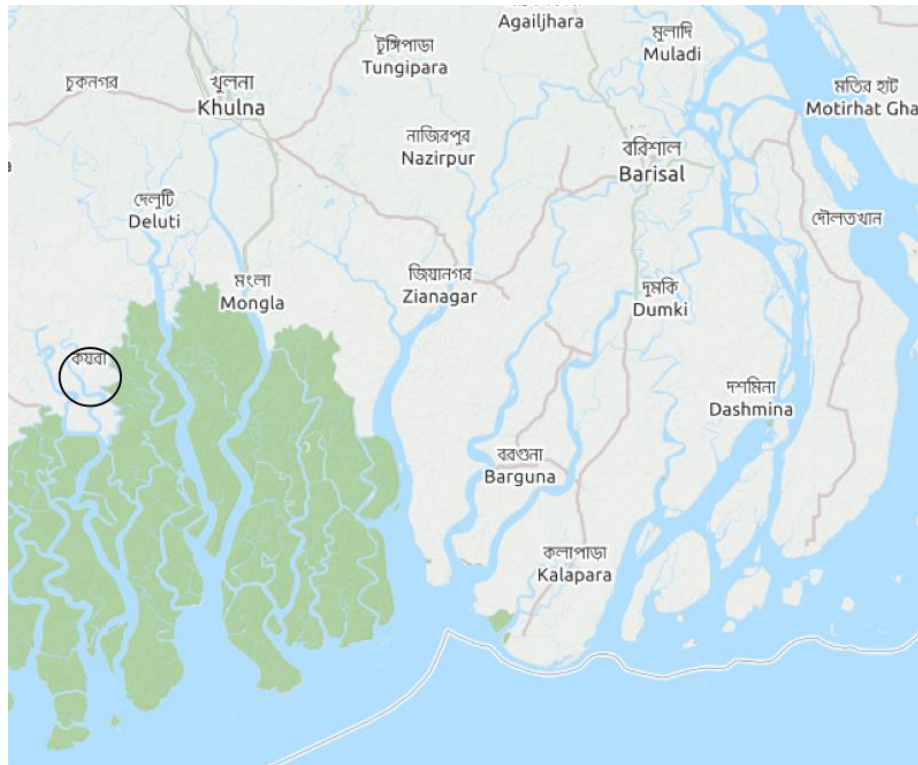 Agailjhara
মুলাদি
Muladi
টুঙ্গিপাড়া
Tungipara
চুকনগর
খুলনা
Khulna
মতির হাট
Motirhat Gha
নাজিরপুর
Nazirpur
বরিশাল
Barisal
a
দেলুটি
Deluti
দৌলতখান
মংলা
Mongla
জিয়ানগর
Zianagar
দুমকি
Dumki
কয়রা
দশমিনা
Dashmina
বরগুনা
Barguna
কলাপাড়া
Kalapara